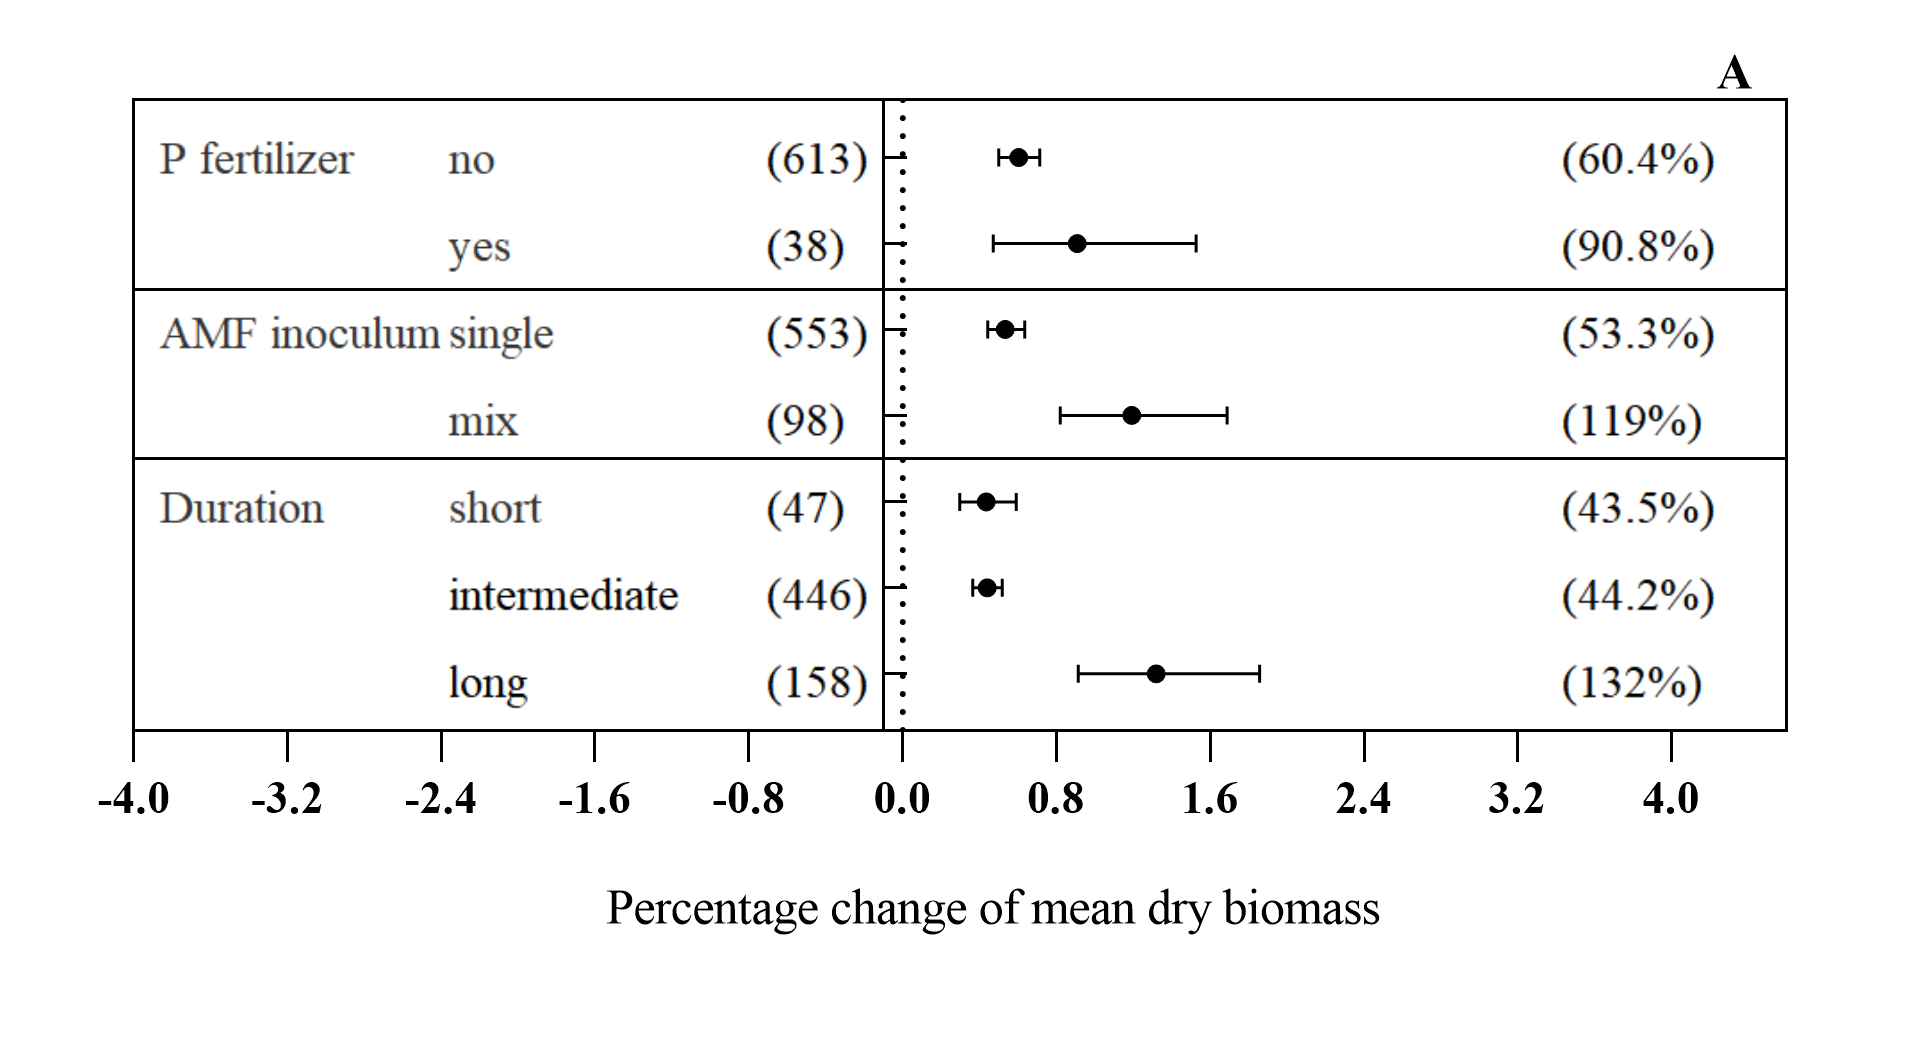 A
P fertilizer no (613) (60.4%)
yes (38) (90.8%)
AMF inoculum single (553) (53.3%)
mix (98) (119%)
Duration short (47) (43.5%)
intermediate (446) (44.2%)
long (158) (132%)
-4.0 -3.2 -2.4 -1.6 -0.8 0.0 0.8 1.6 2.4 3.2 4.0
Percentage change of mean dry biomass